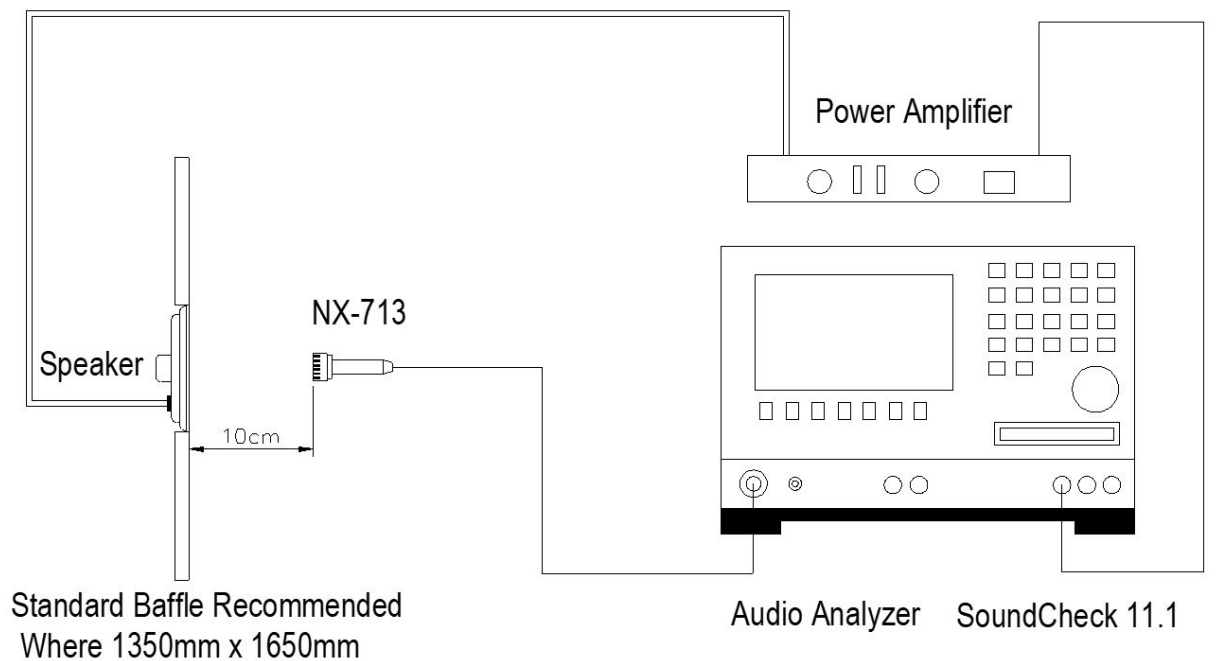 Power Amplifier
NX-713
Speaker
10cm
Standard Baffle Recommended
Where 1350mm x 1650mm
Audio Analyzer
SoundCheck 11.1